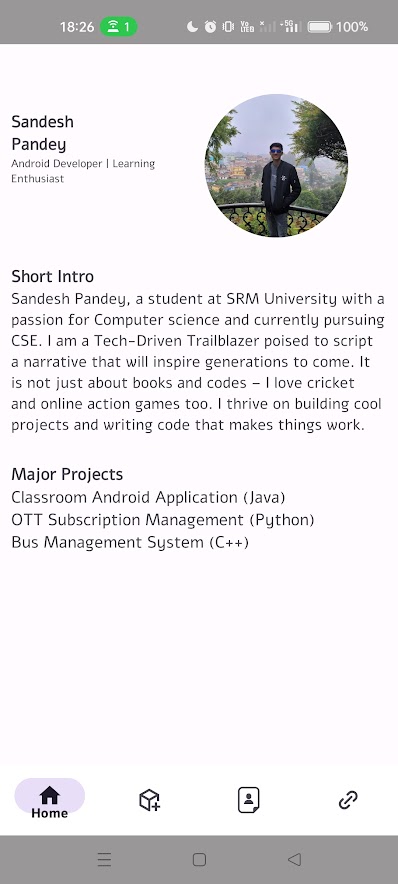 18:26 1 Vo LTE 5G 100%
Sandesh
Pandey
Android Developer | Learning
Enthusiast
Short Intro
Sandesh Pandey, a student at SRM University with a
passion for Computer science and currently pursuing
CSE. I am a Tech-Driven Trailblazer poised to script
a narrative that will inspire generations to come. It
is not just about books and codes – I love cricket
and online action games too. I thrive on building cool
projects and writing code that makes things work.
Major Projects
Classroom Android Application (Java)
OTT Subscription Management (Python)
Bus Management System (C++)
Home